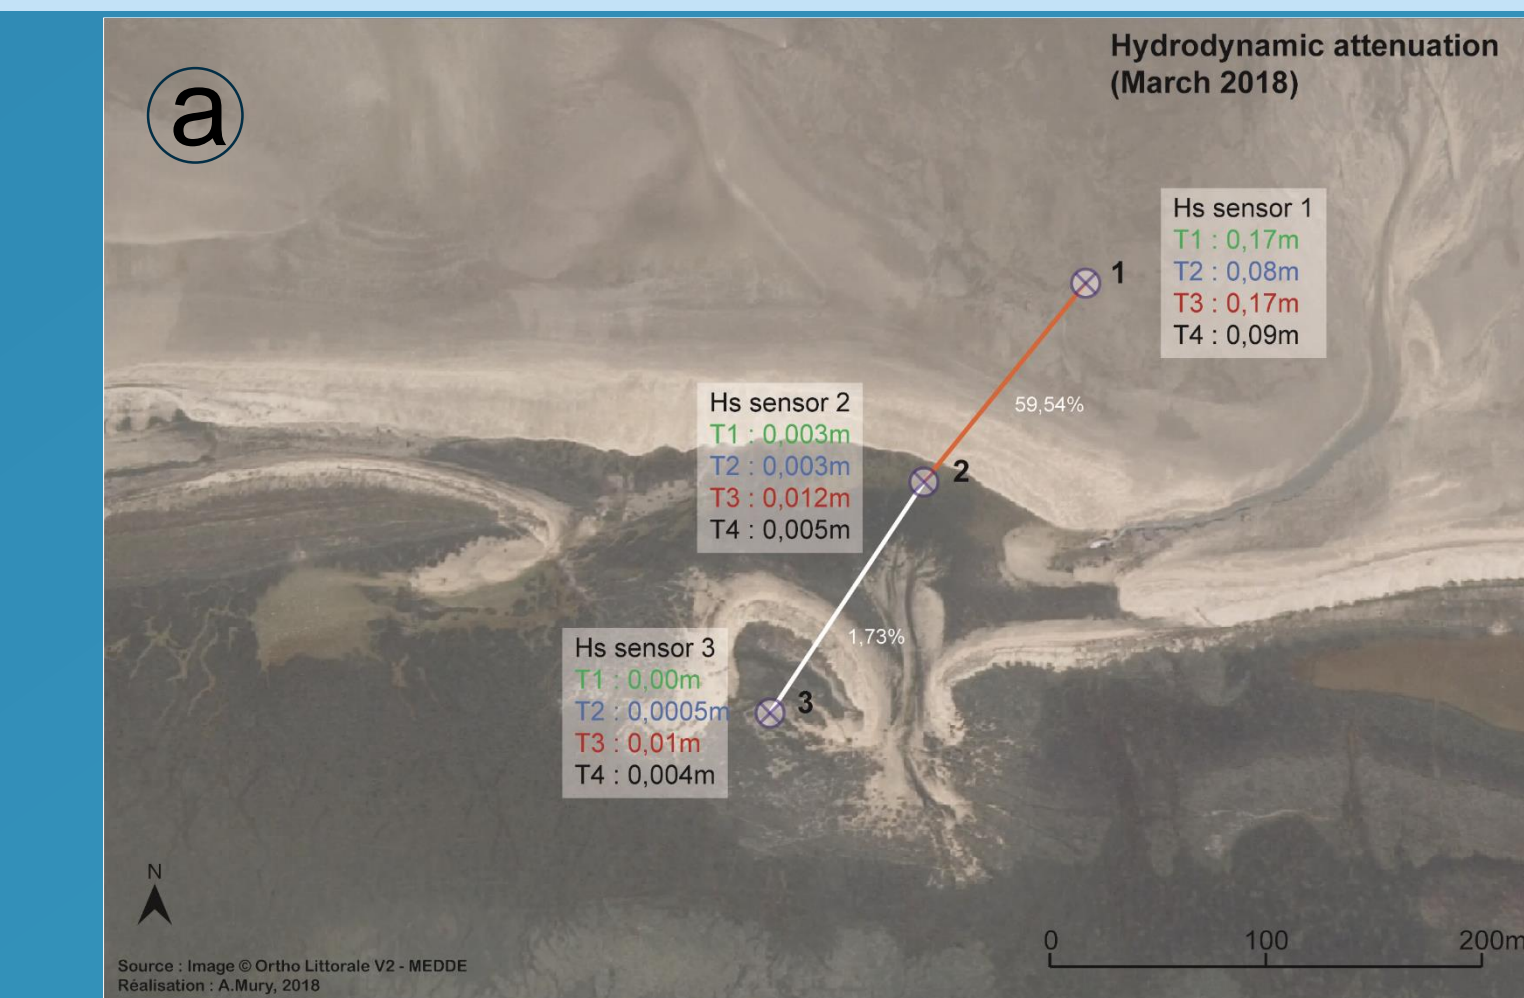 a
Hydrodynamic attenuation
(March 2018)
Hs sensor 1
T1 : 0,17m
T2 : 0,08m
T3 : 0,17m
T4 : 0,09m
1
59,54%
Hs sensor 2
T1 : 0,003m
T2 : 0,003m
T3 : 0,012m
T4 : 0,005m
2
1,73%
Hs sensor 3
T1 : 0,00m
T2 : 0,0005m
T3 : 0,01m
T4 : 0,004m
3
N
0 100 200m
Source : Image © Ortho Littorale V2 - MEDDE
Réalisation : A.Mury, 2018